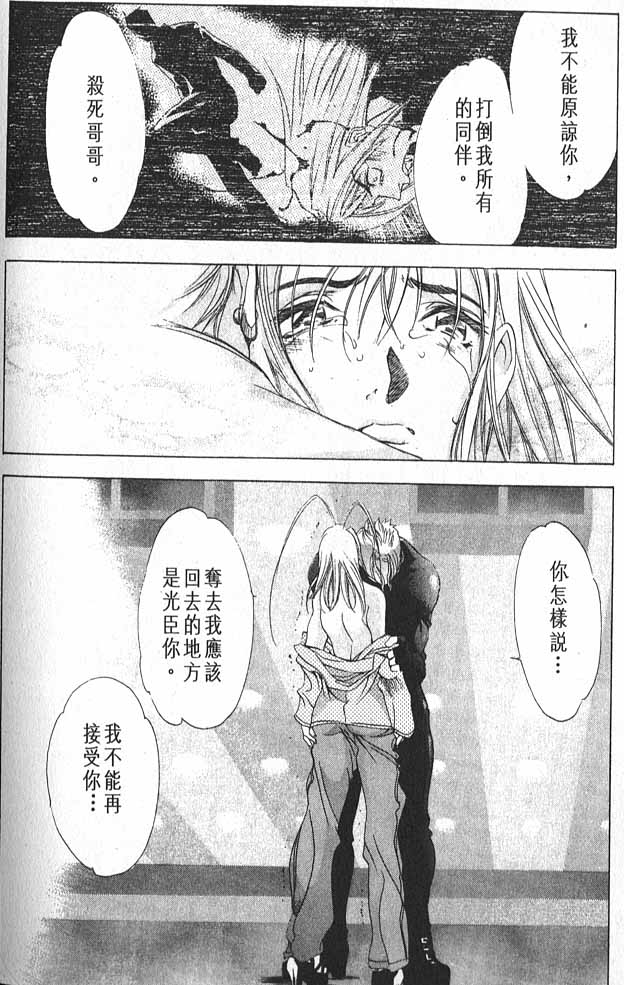 我不能原諒你，
打倒我所有
的同伴。
殺死哥哥。
你怎樣說…
奪去我應該
回去的地方
是光臣你。
我不能再
接受你…